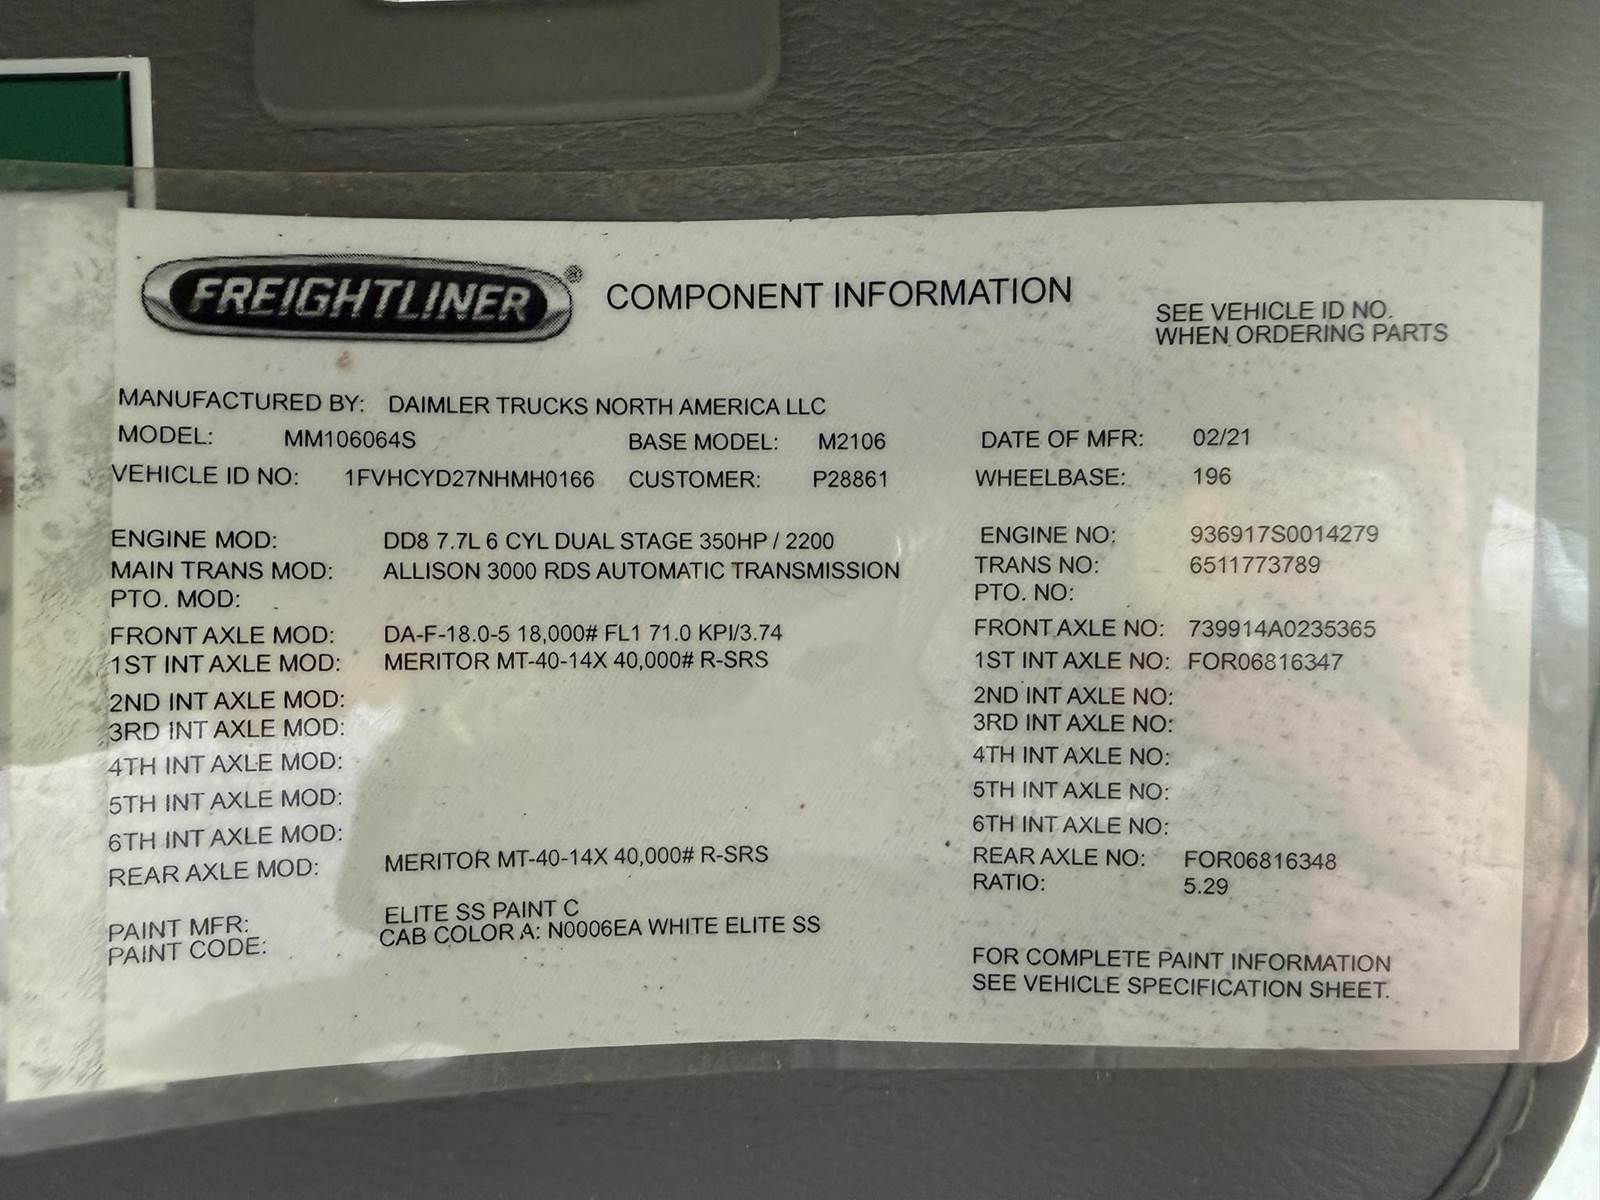 FREIGHTLINER® COMPONENT INFORMATION
SEE VEHICLE ID NO.
WHEN ORDERING PARTS
MANUFACTURED BY: DAIMLER TRUCKS NORTH AMERICA LLC
MODEL: MM106064S BASE MODEL: M2106 DATE OF MFR: 02/21
VEHICLE ID NO: 1FVHCYD27NHMH0166 CUSTOMER: P28861 WHEELBASE: 196
ENGINE MOD: DD8 7.7L 6 CYL DUAL STAGE 350HP / 2200 ENGINE NO: 936917S0014279
MAIN TRANS MOD: ALLISON 3000 RDS AUTOMATIC TRANSMISSION TRANS NO: 6511773789
PTO. MOD: PTO. NO:
FRONT AXLE MOD: DA-F-18.0-5 18,000# FL1 71.0 KPI/3.74 FRONT AXLE NO: 739914A0235365
1ST INT AXLE MOD: MERITOR MT-40-14X 40,000# R-SRS 1ST INT AXLE NO: FOR06816347
2ND INT AXLE MOD: 2ND INT AXLE NO:
3RD INT AXLE MOD: 3RD INT AXLE NO:
4TH INT AXLE MOD: 4TH INT AXLE NO:
5TH INT AXLE MOD: 5TH INT AXLE NO:
6TH INT AXLE MOD: 6TH INT AXLE NO:
REAR AXLE MOD: MERITOR MT-40-14X 40,000# R-SRS REAR AXLE NO: FOR06816348
RATIO: 5.29
PAINT MFR: ELITE SS PAINT C
PAINT CODE: CAB COLOR A: N0006EA WHITE ELITE SS
FOR COMPLETE PAINT INFORMATION
SEE VEHICLE SPECIFICATION SHEET.